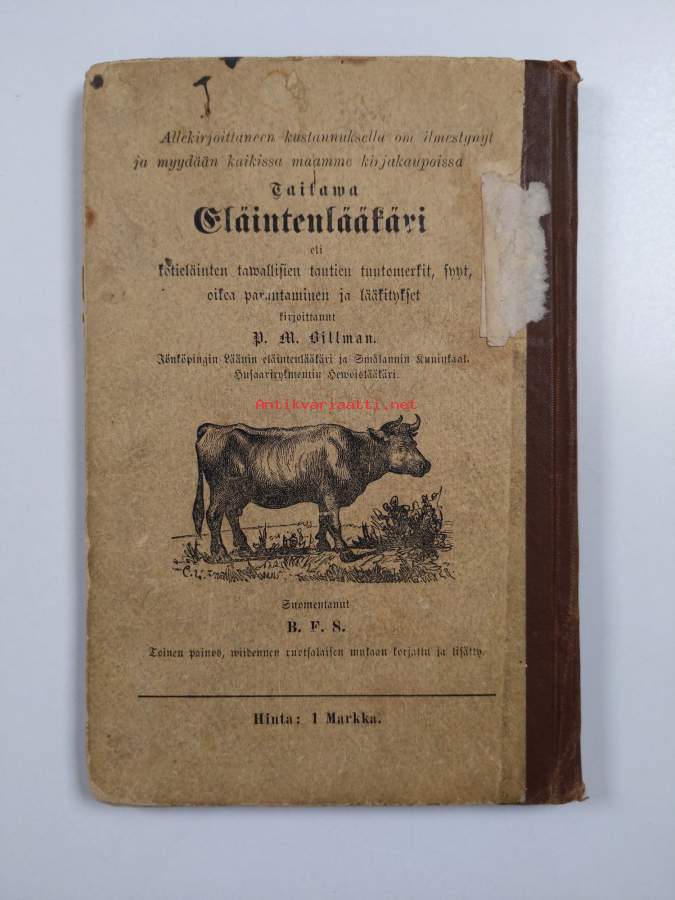 Allekirjoittaneen kustannuksella on ilmestynyt
ja myydään kaikissa maamme kirjakaupoissa
Taitawa
Eläintenlääkäri
eli
kotieläinten tawallisien tautien tuntomerkit, syyt,
oikea parantaminen ja lääkitykset
kirjoittanut
P. M. Billman.
Jönköpingin Läänin eläintenlääkäri ja Smålannin Kuninkaal.
Husaarirykmentin Hewoislääkäri.
Antikvariaatti.net
Suomentanut
B. F. S.
Toinen painos, wiidennen ruotsalaisen mukaan korjattu ja lisätty.
Hinta: 1 Markka.